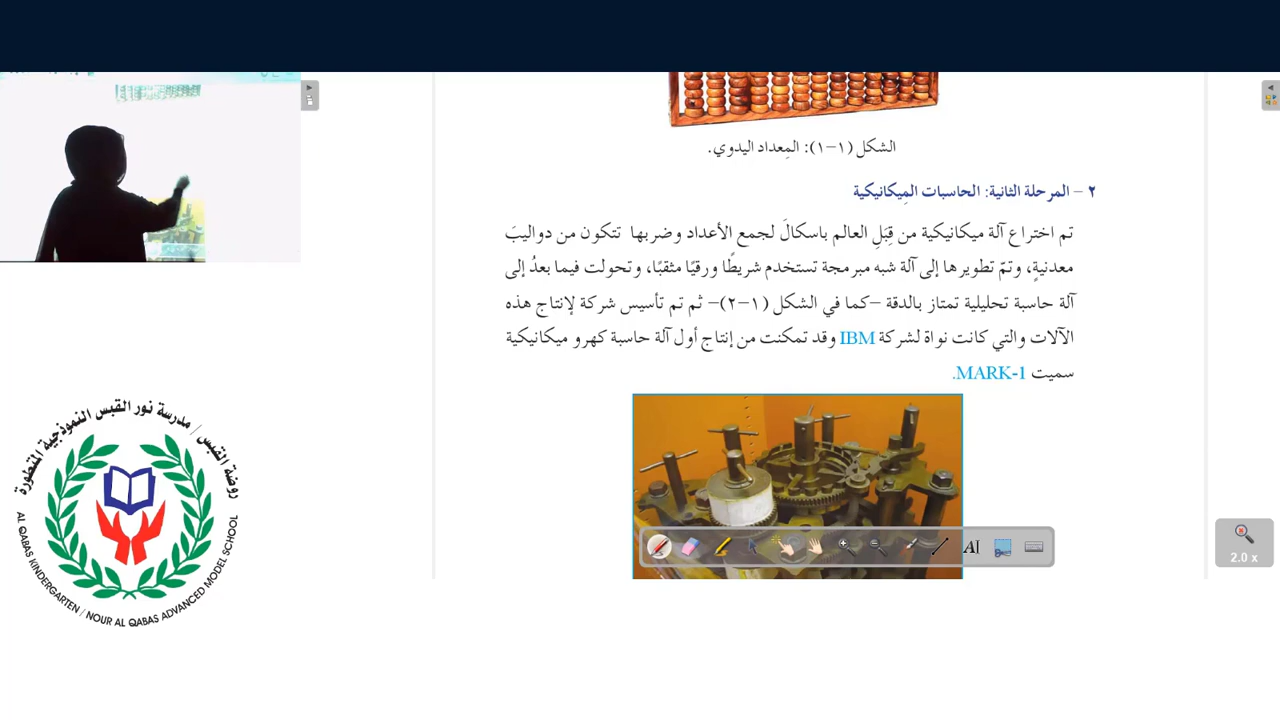 الشكل (١-١): المِعداد اليدوي.
٢ - المرحلة الثانية: الحاسبات المِيكانيكية
تم اختراع آلة ميكانيكية من قِبَلِ العالم باسكالَ لجمع الأعداد وضربها تتكون من دواليبَ
معدنيةٍ، وتمّ تطويرها إلى آلة شبه مبرمجة تستخدم شريطًا ورقيًا مثقبًا، وتحولت فيما بعدُ إلى
آلة حاسبة تحليلية تمتاز بالدقة -كما في الشكل (١-٢)- ثم تم تأسيس شركة لإنتاج هذه
الآلات والتي كانت نواة لشركة IBM وقد تمكنت من إنتاج أول آلة حاسبة كهرو ميكانيكية
سميت MARK-1.
روضة القبس / مدرسة نور القبس النموذجية المتطورة
AL QABAS KINDERGARTEN / NOUR AL QABAS ADVANCED MODEL SCHOOL
A
2.0 x